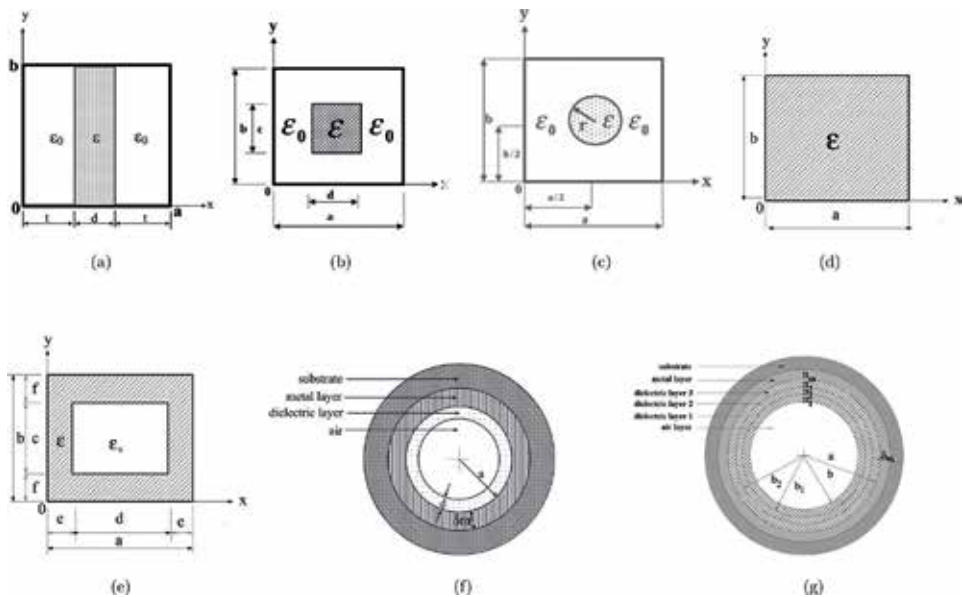 y
b
ε₀ ε ε₀
0
t d t
a
x
(a)
y
b c
ε₀ ε ε₀
0
x
d
a
(b)
y
b
ε₀ r ε ε₀
b/2
0
x
a/2
a
(c)
y
b
ε
0
x
a
(d)
y
f
b c
ε
f
0
x
e d e
a
(e)
substrate
metal layer
dielectric layer
air
a
(f)
substrate
metal layer
dielectric layer 3
dielectric layer 2
dielectric layer 1
air layer
a
b₂ b₁ b
(g)